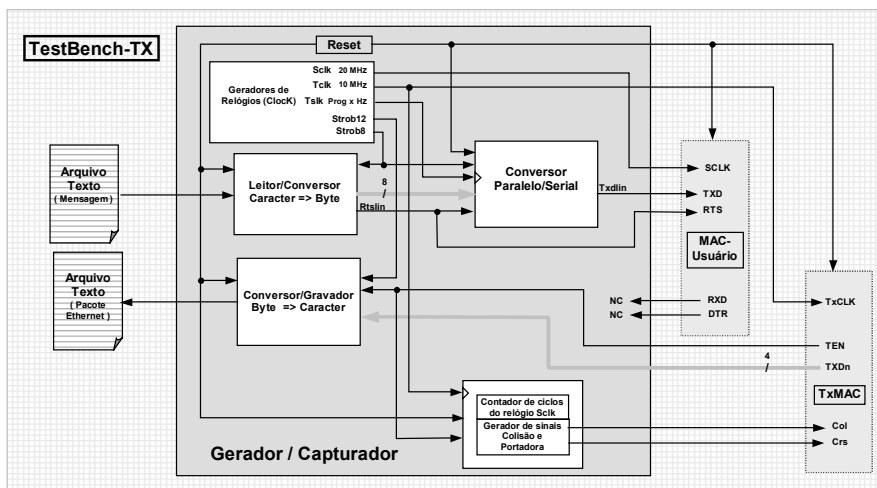 TestBench-TX
Reset
Geradores de
Relógios (ClocK)
Sclk 20 MHz
Tclk 10 MHz
Tslk Prog x Hz
Strob12
Strob8
Arquivo
Texto
( Mensagem )
Leitor/Conversor
Caracter => Byte
8
/
Rtslin
Conversor
Paralelo/Serial
Txdlin
SCLK
TXD
RTS
MAC-
Usuário
Arquivo
Texto
( Pacote
Ethernet )
Conversor/Gravador
Byte => Caracter
NC
RXD
NC
DTR
TxCLK
TEN
4
/
TXDn
TxMAC
Contador de ciclos
do relógio Sclk
Gerador de sinais
Colisão e
Portadora
Col
Crs
Gerador / Capturador